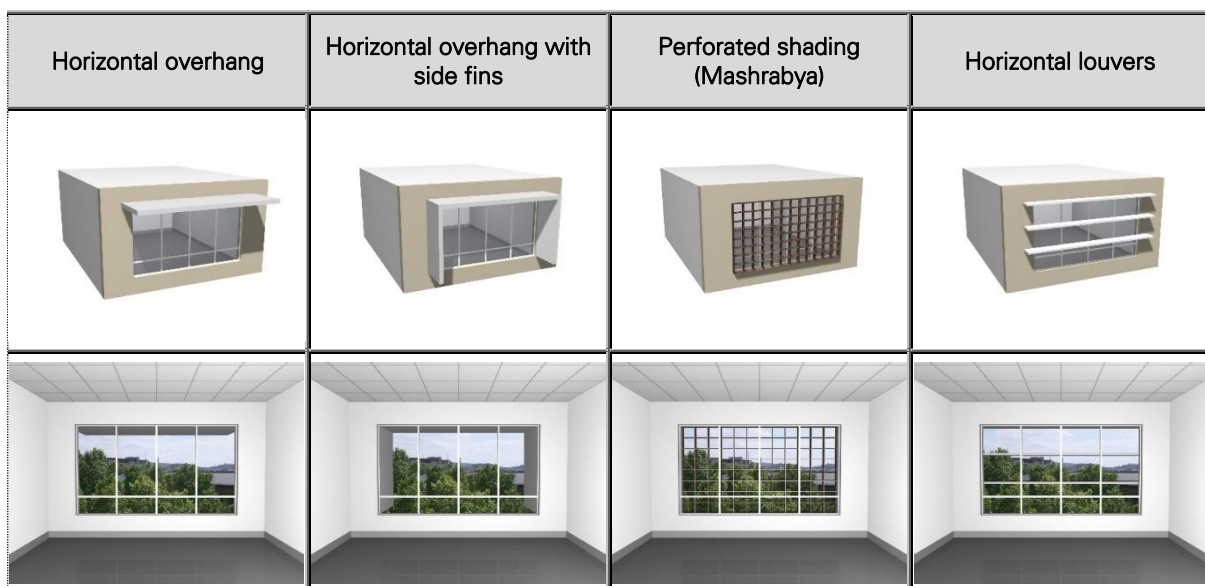 Horizontal overhang
Horizontal overhang with
side fins
Perforated shading
(Mashrabya)
Horizontal louvers